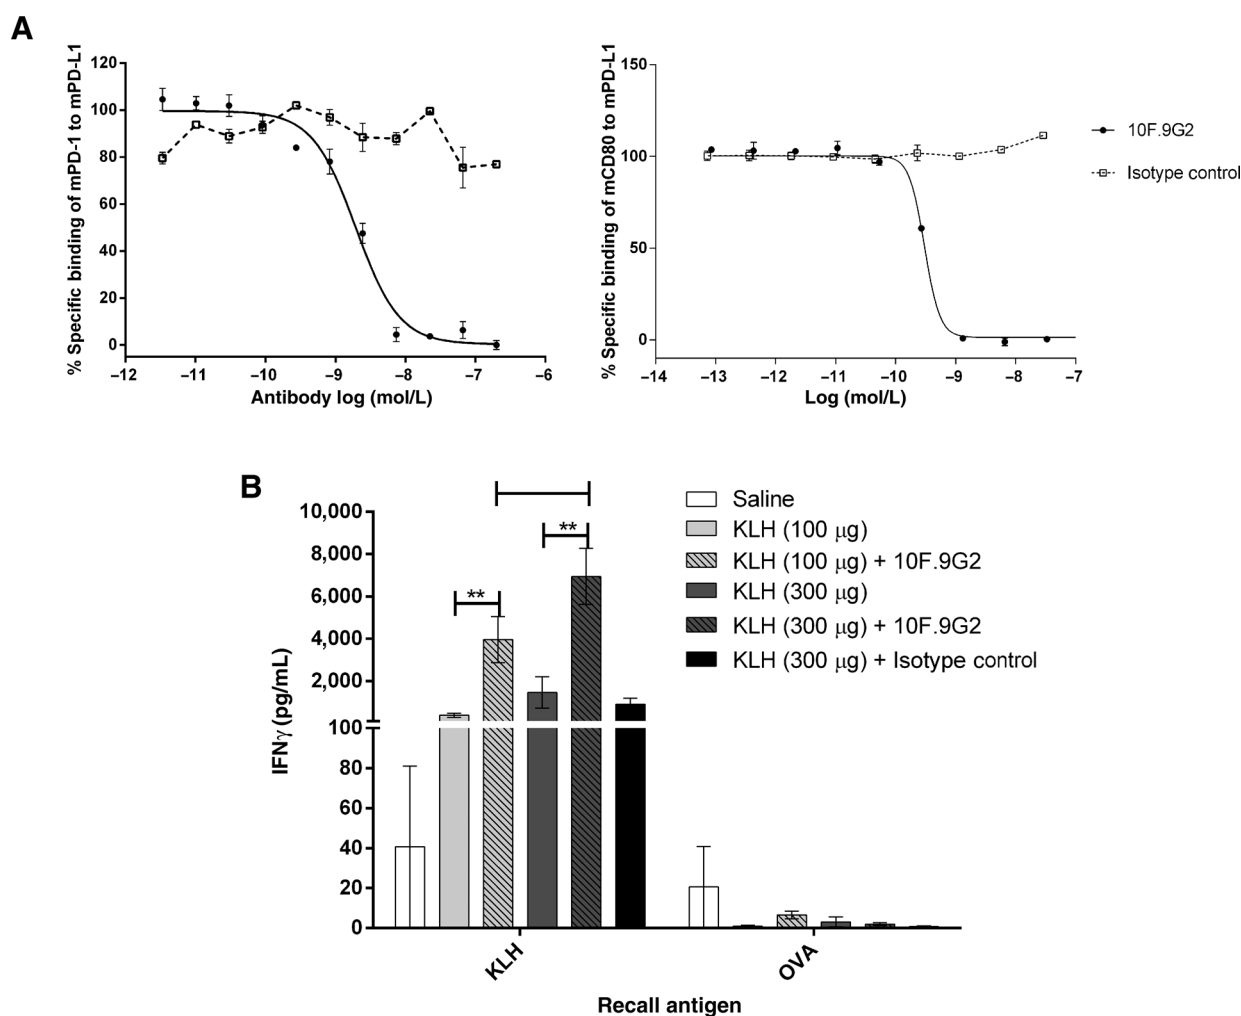 A
% Specific binding of mPD-1 to mPD-L1
120
100
80
60
40
20
0
–12
–11
–10
–9
–8
–7
–6
Antibody log (mol/L)
% Specific binding of mCD80 to mPD-L1
150
100
50
0
–14
–13
–12
–11
–10
–9
–8
–7
Log (mol/L)
10F.9G2
Isotype control
B
IFNγ (pg/mL)
10,000
8,000
6,000
4,000
2,000
100
80
60
40
20
0
**
**
KLH
OVA
Recall antigen
Saline
KLH (100 μg)
KLH (100 μg) + 10F.9G2
KLH (300 μg)
KLH (300 μg) + 10F.9G2
KLH (300 μg) + Isotype control